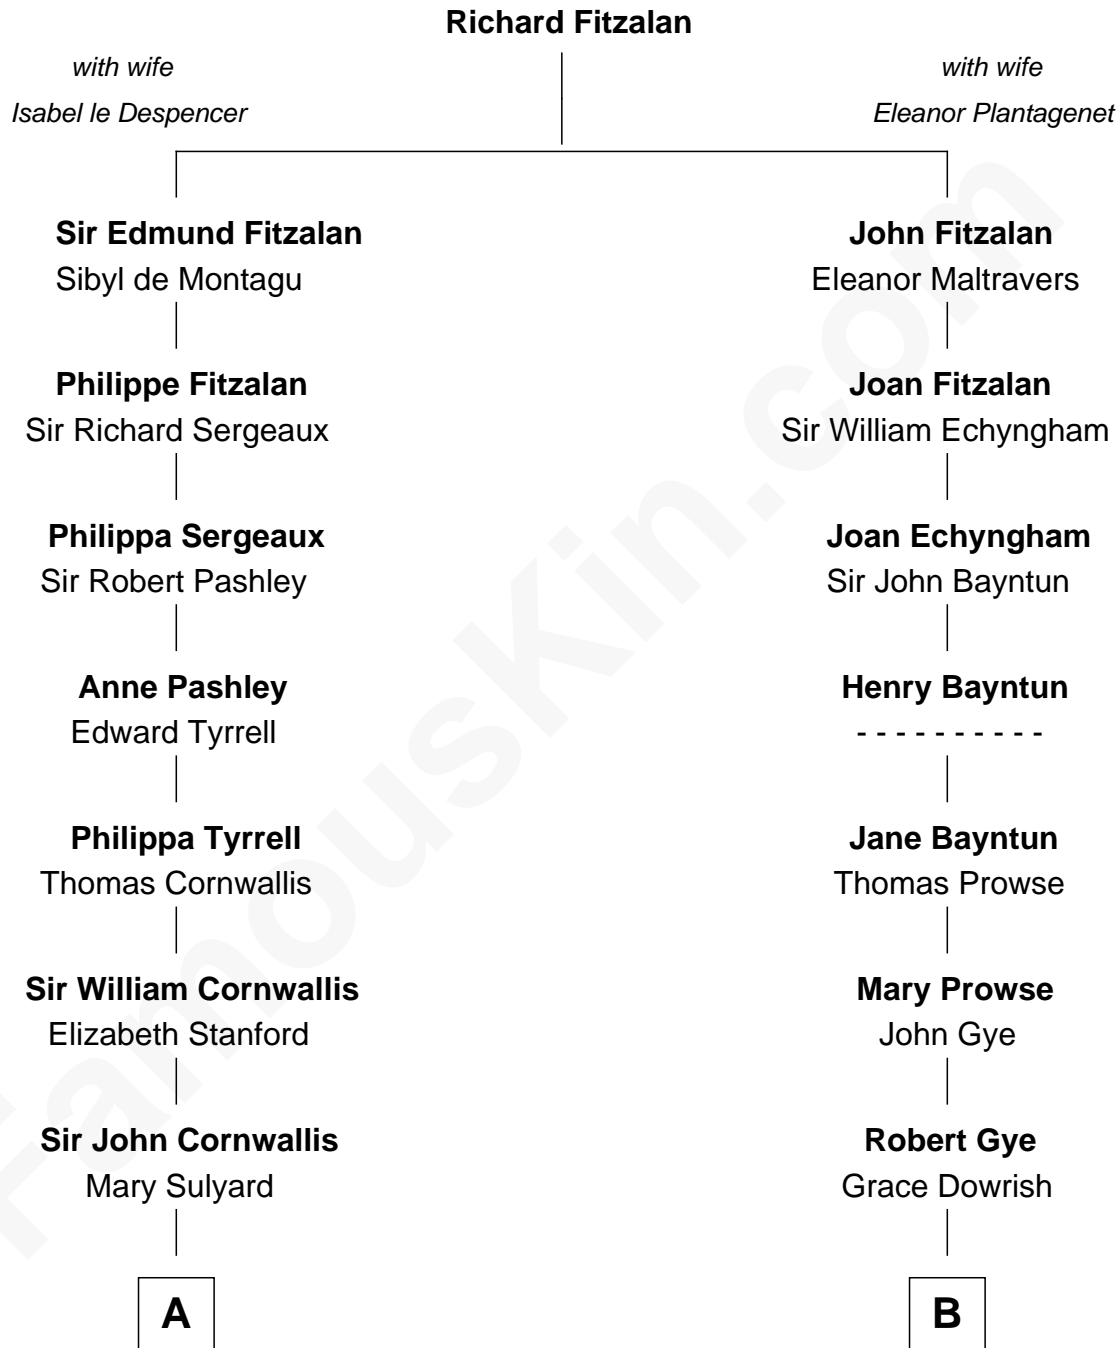 Richard Fitzalan
with wife
Isabel le Despencer
with wife
Eleanor Plantagenet
Sir Edmund Fitzalan
Sibyl de Montagu
Philippe Fitzalan
Sir Richard Sergeaux
Philippa Sergeaux
Sir Robert Pashley
Anne Pashley
Edward Tyrrell
Philippa Tyrrell
Thomas Cornwallis
Sir William Cornwallis
Elizabeth Stanford
Sir John Cornwallis
Mary Sulyard
A
John Fitzalan
Eleanor Maltravers
Joan Fitzalan
Sir William Echyngham
Joan Echyngham
Sir John Bayntun
Henry Bayntun
- - - - - - - - - -
Jane Bayntun
Thomas Prowse
Mary Prowse
John Gye
Robert Gye
Grace Dowrish
B
FamousKin.com